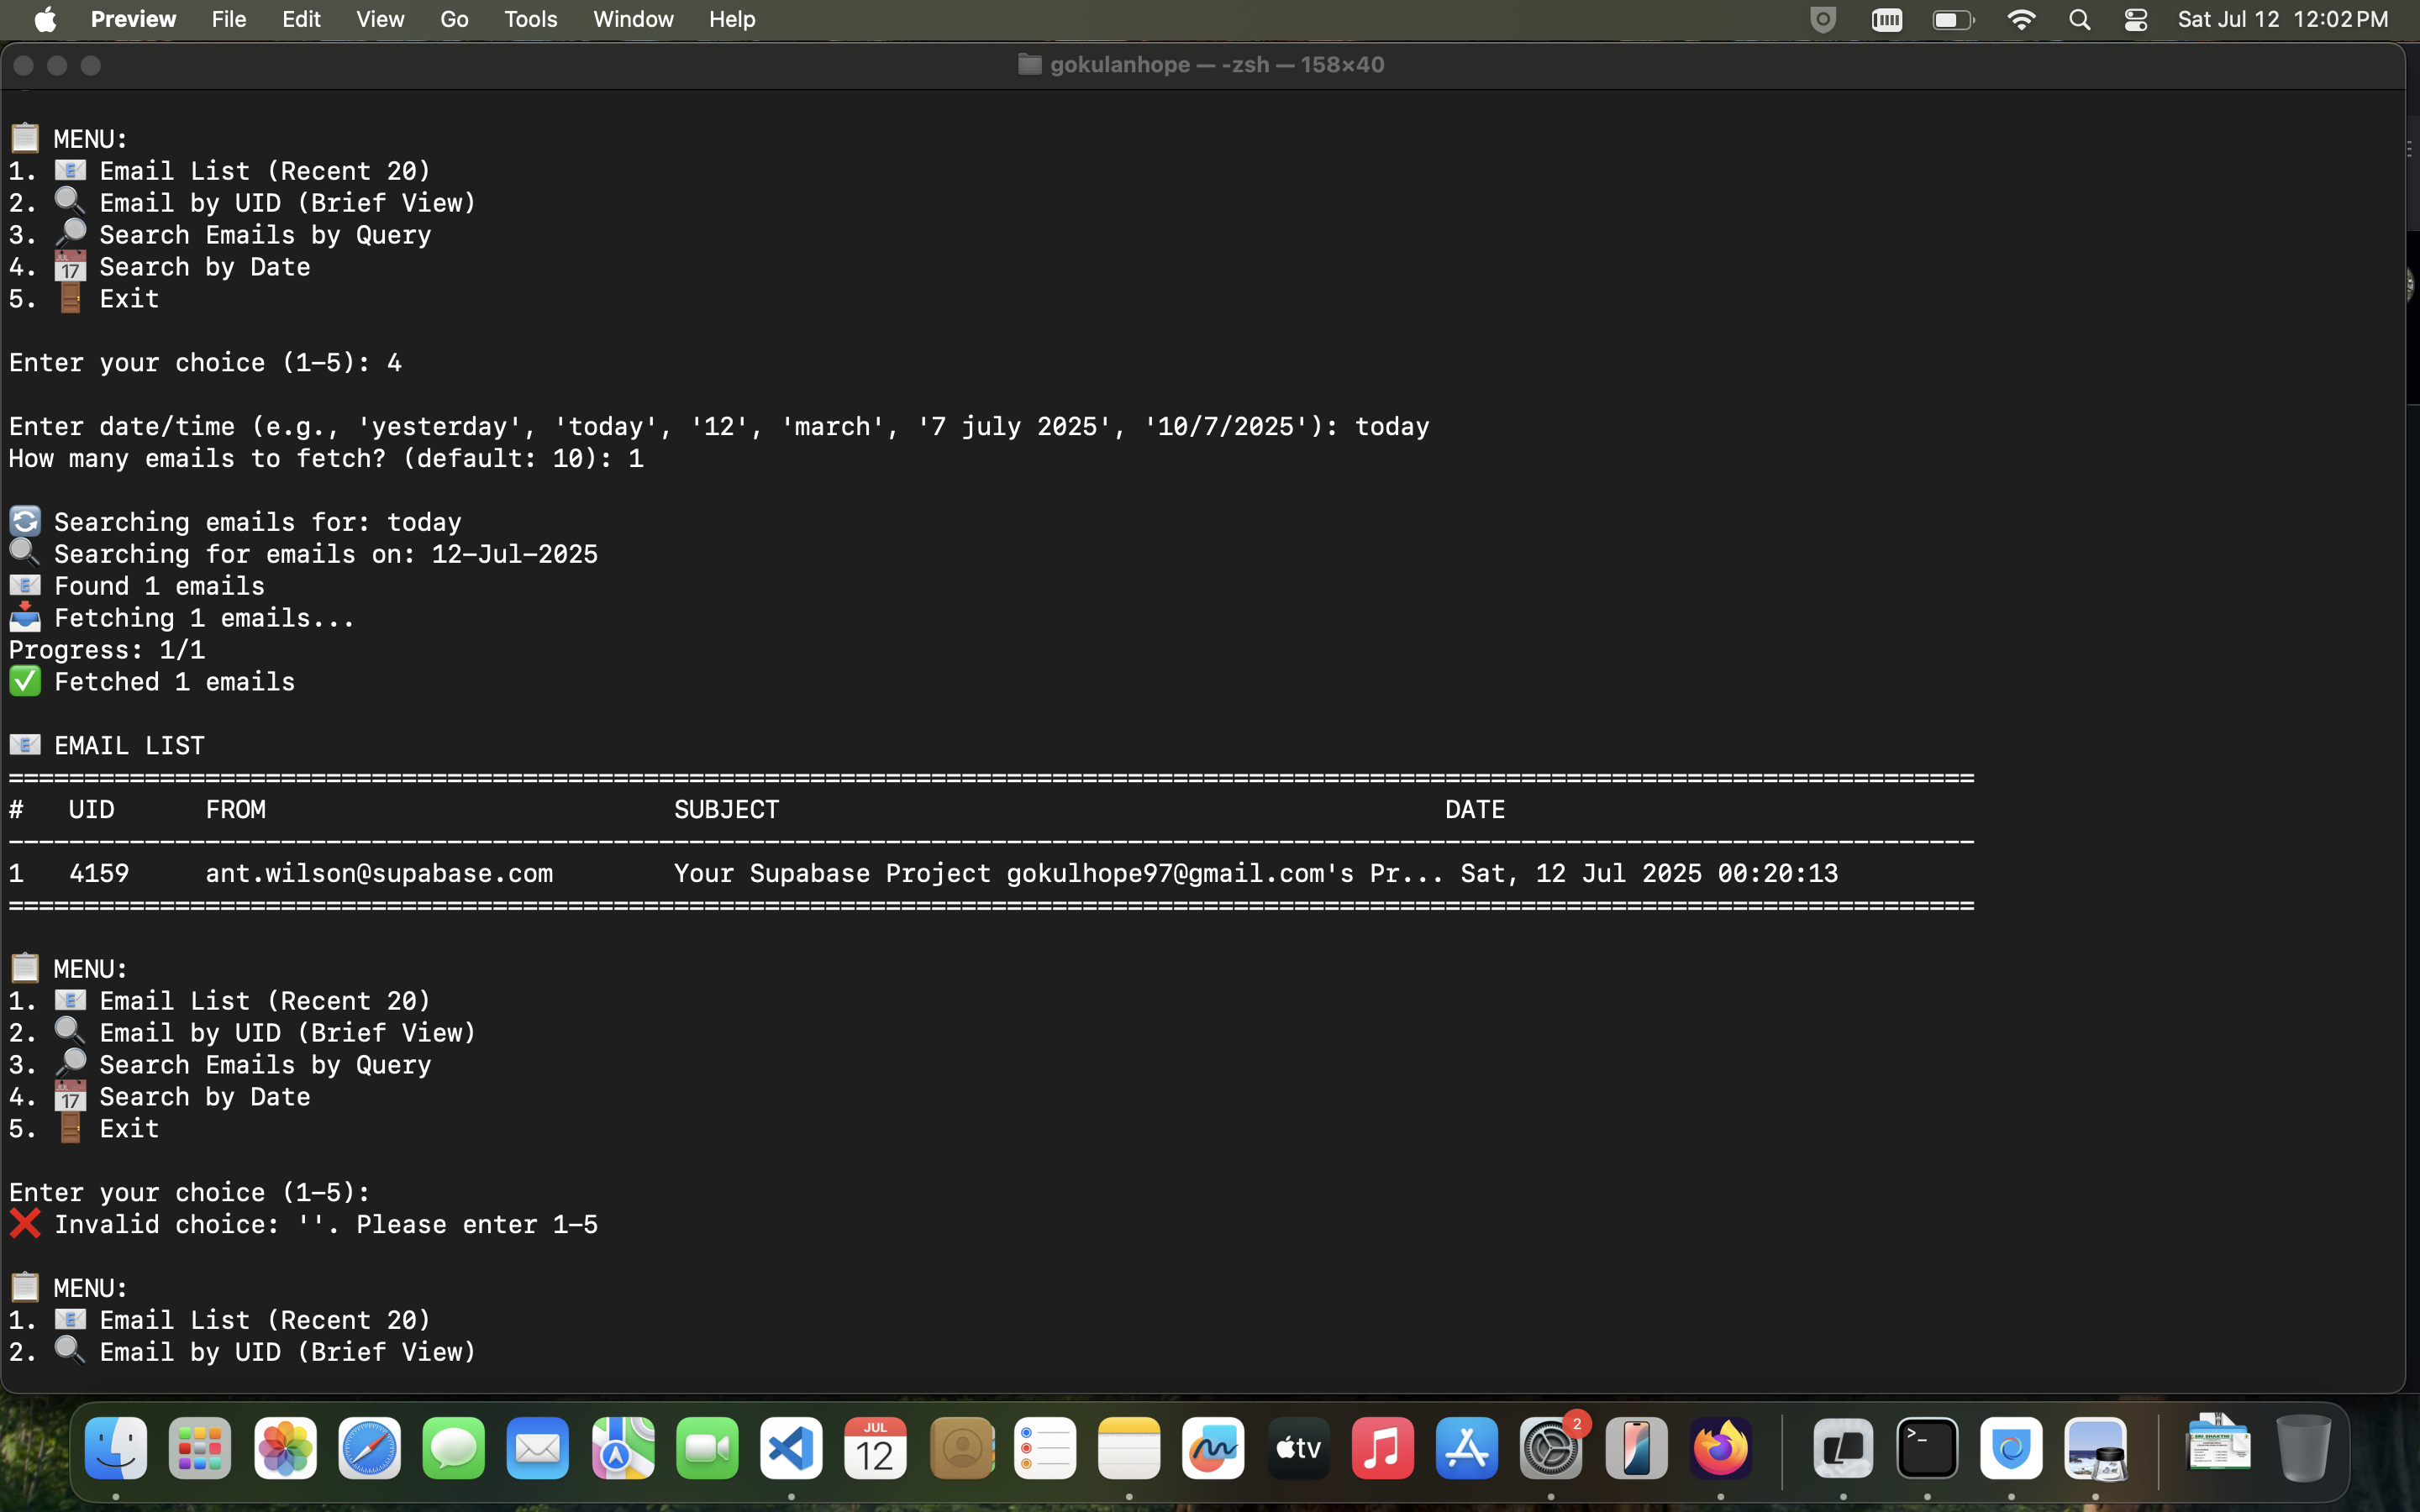 Preview File Edit View Go Tools Window Help Sat Jul 12 12:02 PM
gokulanhope — -zsh — 158×40
MENU:
1. Email List (Recent 20)
2. Email by UID (Brief View)
3. Search Emails by Query
4. Search by Date
5. Exit
Enter your choice (1-5): 4
Enter date/time (e.g., 'yesterday', 'today', '12', 'march', '7 july 2025', '10/7/2025'): today
How many emails to fetch? (default: 10): 1
Searching emails for: today
Searching for emails on: 12-Jul-2025
Found 1 emails
Fetching 1 emails...
Progress: 1/1
Fetched 1 emails
EMAIL LIST
# UID FROM SUBJECT DATE
1 4159 ant.wilson@supabase.com Your Supabase Project gokulhope97@gmail.com's Pr... Sat, 12 Jul 2025 00:20:13
MENU:
1. Email List (Recent 20)
2. Email by UID (Brief View)
3. Search Emails by Query
4. Search by Date
5. Exit
Enter your choice (1-5):
Invalid choice: ''. Please enter 1-5
MENU:
1. Email List (Recent 20)
2. Email by UID (Brief View)
JUL
12
tv
2
>_